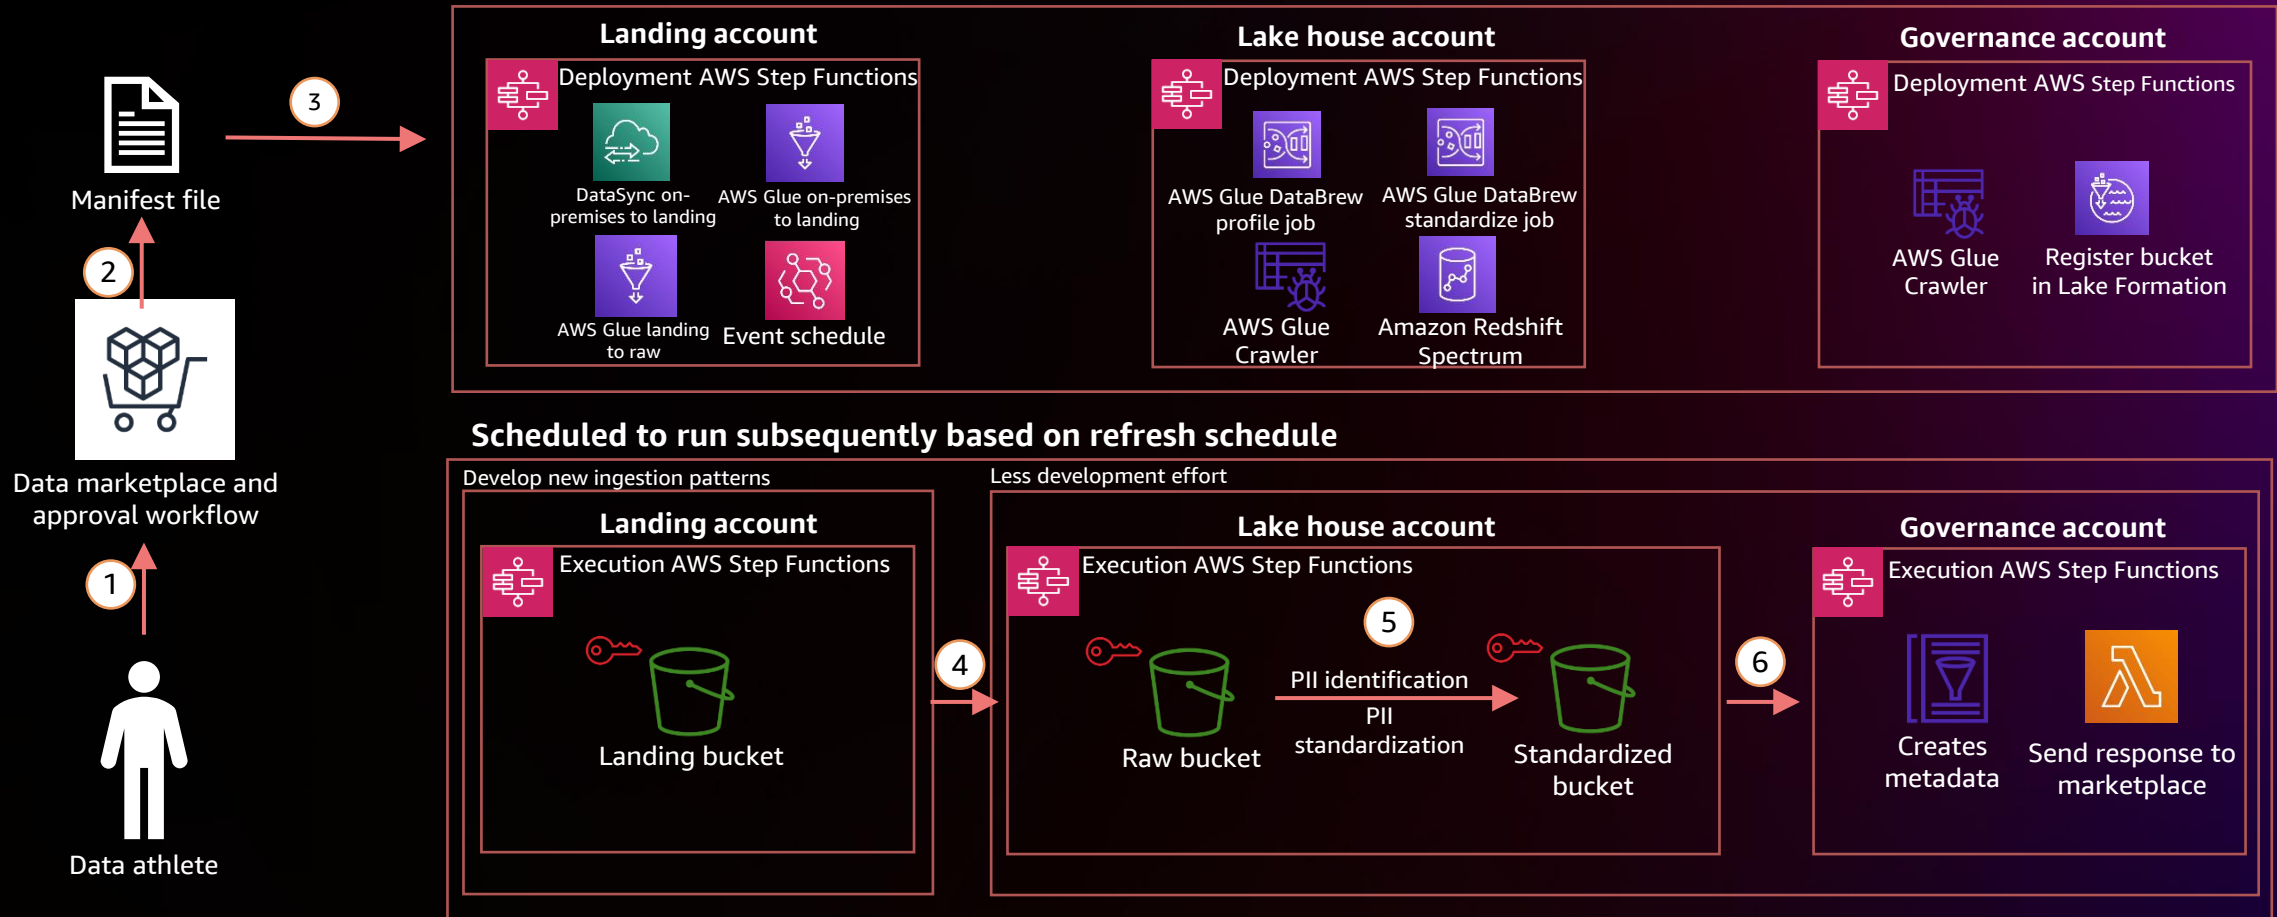 Landing account
Lake house account
Governance account
Deployment AWS Step Functions
Deployment AWS Step Functions
Deployment AWS Step Functions
3
Manifest file
DataSync on-
premises to landing
AWS Glue on-premises
to landing
AWS Glue landing
to raw
Event schedule
AWS Glue DataBrew
profile job
AWS Glue DataBrew
standardize job
AWS Glue
Crawler
Amazon Redshift
Spectrum
AWS Glue
Crawler
Register bucket
in Lake Formation
2
Data marketplace and
approval workflow
1
Data athlete
Scheduled to run subsequently based on refresh schedule
Develop new ingestion patterns
Less development effort
Landing account
Lake house account
Governance account
Execution AWS Step Functions
Execution AWS Step Functions
Execution AWS Step Functions
Landing bucket
4
Raw bucket
5
PII identification
PII
standardization
Standardized
bucket
6
Creates
metadata
Send response to
marketplace